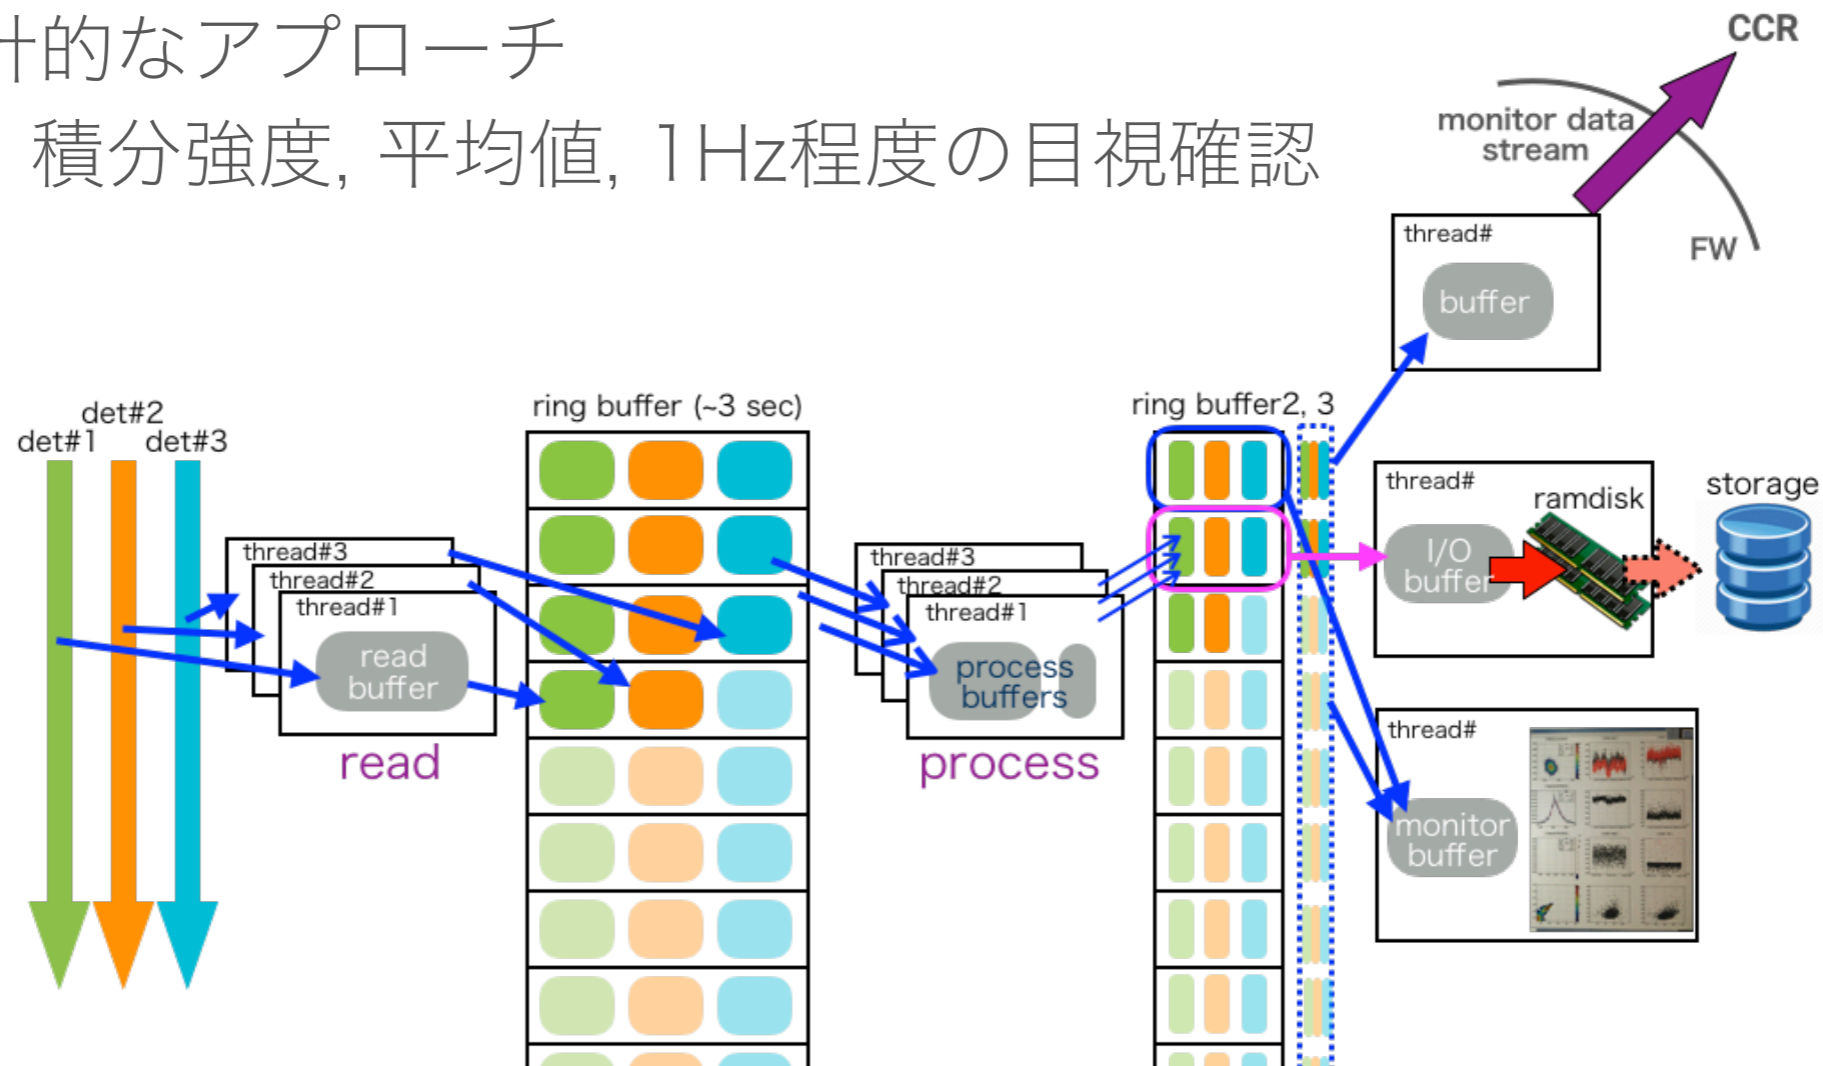 的なアプローチ
積分強度, 平均値, 1Hz程度の目視確認
CCR
monitor data
stream
FW
thread#
buffer
det#2
det#1
det#3
ring buffer (~3 sec)
ring buffer2, 3
thread#3
thread#2
thread#1
read
buffer
read
thread#3
thread#2
thread#1
process
buffers
process
thread#
ramdisk
storage
I/O
buffer
thread#
monitor
buffer